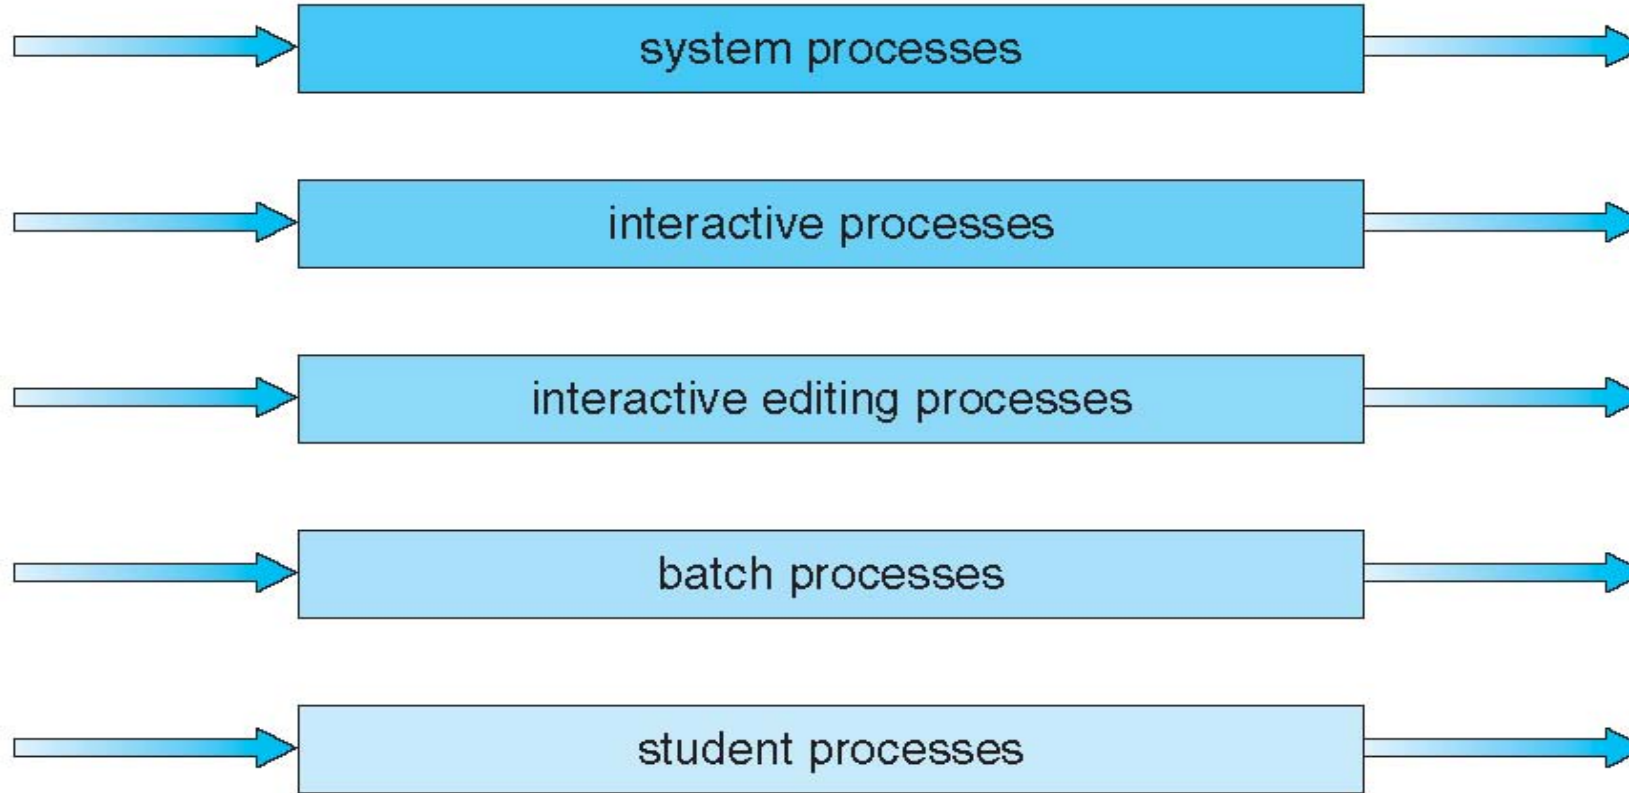 system processes
interactive processes
interactive editing processes
batch processes
student processes